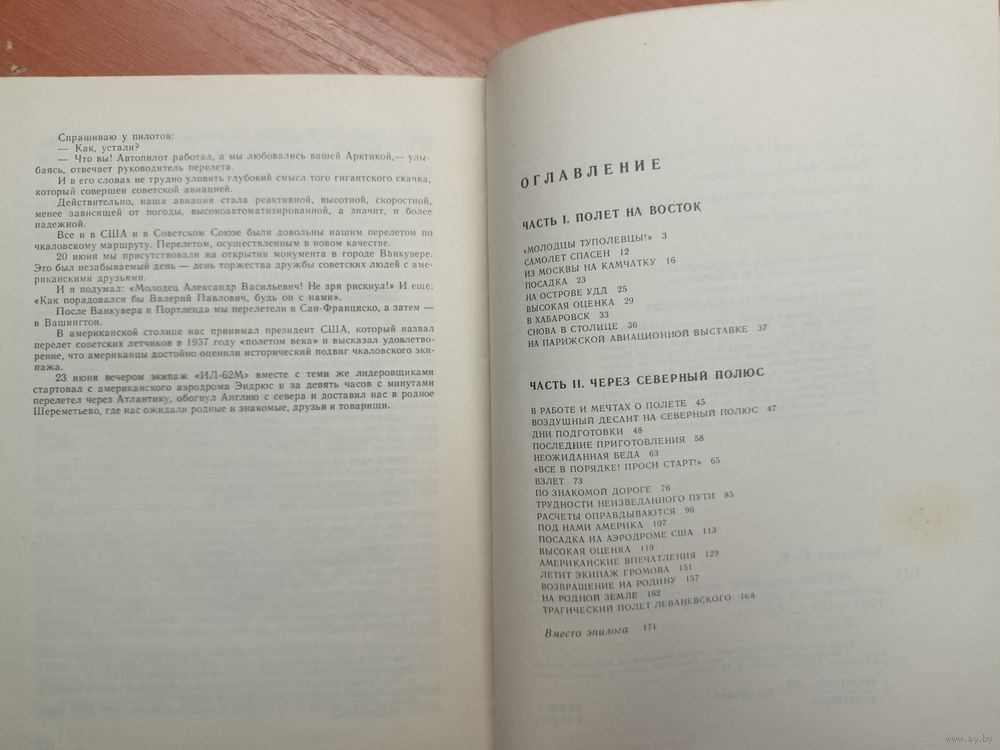 Спрашиваю у пилотов:
— Как, устали?
— Что вы! Автопилот работал, а мы любовались вашей Арктикой,— улы-
баясь, отвечает руководитель перелета.
И в его словах не трудно уловить глубокий смысл того гигантского скачка,
который совершен советской авиацией.
Действительно, наша авиация стала реактивной, высотной, скоростной,
менее зависящей от погоды, высокоавтоматизированной, а значит, и более
надежной.
Все и в США и в Советском Союзе были довольны нашим перелетом по
чкаловскому маршруту. Перелетом, осуществленным в новом качестве.
20 июня мы присутствовали на открытии монумента в городе Ванкувере.
Это был незабываемый день — день торжества дружбы советских людей с аме-
риканскими друзьями.
И я подумал: «Молодец Александр Васильевич! Не зря рискнул!» И еще:
«Как порадовался бы Валерий Павлович, будь он с нами».
После Ванкувера и Портленда мы перелетели в Сан-Франциско, а затем —
в Вашингтон.
В американской столице нас принимал президент США, который назвал
перелет советских летчиков в 1937 году «полетом века» и высказал удовлетво-
рение, что американцы достойно оценили исторический подвиг чкаловского эки-
пажа.
23 июня вечером экипаж «ИЛ-62М» вместе с теми же лидеровщиками
стартовал с американского аэродрома Эндрюс и за девять часов с минутами
перелетел через Атлантику, обогнул Англию с севера и доставил нас в родное
Шереметьево, где нас ожидали родные и знакомые, друзья и товарищи.
ОГЛАВЛЕНИЕ
ЧАСТЬ I. ПОЛЕТ НА ВОСТОК
«МОЛОДЦЫ ТУПОЛЕВЦЫ!» 3
САМОЛЕТ СПАСЕН 12
ИЗ МОСКВЫ НА КАМЧАТКУ 16
ПОСАДКА 23
НА ОСТРОВЕ УДД 25
ВЫСОКАЯ ОЦЕНКА 29
В ХАБАРОВСК 33
СНОВА В СТОЛИЦЕ 36
НА ПАРИЖСКОЙ АВИАЦИОННОЙ ВЫСТАВКЕ 37
ЧАСТЬ II. ЧЕРЕЗ СЕВЕРНЫЙ ПОЛЮС
В РАБОТЕ И МЕЧТАХ О ПОЛЕТЕ 45
ВОЗДУШНЫЙ ДЕСАНТ НА СЕВЕРНЫЙ ПОЛЮС 47
ДНИ ПОДГОТОВКИ 48
ПОСЛЕДНИЕ ПРИГОТОВЛЕНИЯ 58
НЕОЖИДАННАЯ БЕДА 63
«ВСЕ В ПОРЯДКЕ! ПРОСИ СТАРТ!» 65
ВЗЛЕТ 73
ПО ЗНАКОМОЙ ДОРОГЕ 76
ТРУДНОСТИ НЕИЗВЕДАННОГО ПУТИ 85
РАСЧЕТЫ ОПРАВДЫВАЮТСЯ 96
ПОД НАМИ АМЕРИКА 107
ПОСАДКА НА АЭРОДРОМЕ США 113
ВЫСОКАЯ ОЦЕНКА 119
АМЕРИКАНСКИЕ ВПЕЧАТЛЕНИЯ 129
ЛЕТИТ ЭКИПАЖ ГРОМОВА 151
ВОЗВРАЩЕНИЕ НА РОДИНУ 157
НА РОДНОЙ ЗЕМЛЕ 162
ТРАГИЧЕСКИЙ ПОЛЕТ ЛЕВАНЕВСКОГО 168
Вместо эпилога 171
www.ay.by